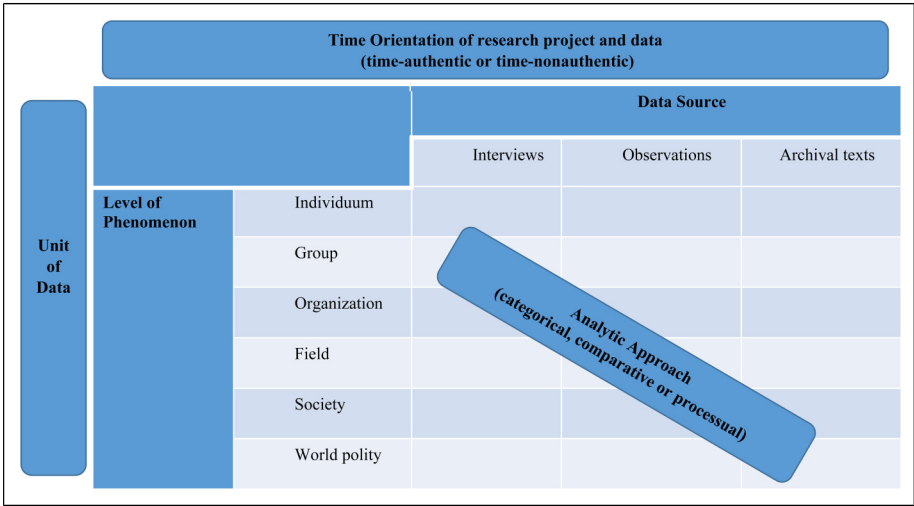 Time Orientation of research project and data
(time-authentic or time-nonauthentic)
Data Source
Interviews Observations Archival texts
Level of
Phenomenon
Individuum
Group
Organization
Field
Society
World polity
Unit
of
Data
Analytic Approach
(categorical, comparative or processual)